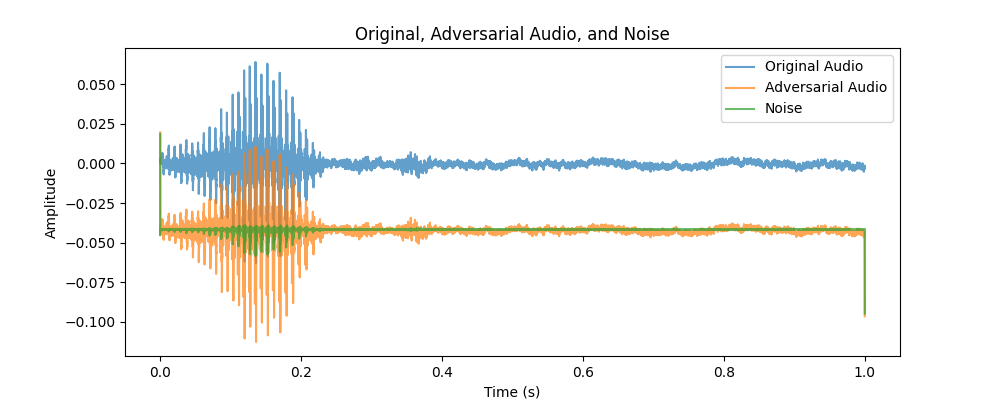 Original, Adversarial Audio, and Noise
Original Audio
Adversarial Audio
Noise
Amplitude
0.050
0.025
0.000
−0.025
−0.050
−0.075
−0.100
0.0 0.2 0.4 0.6 0.8 1.0
Time (s)